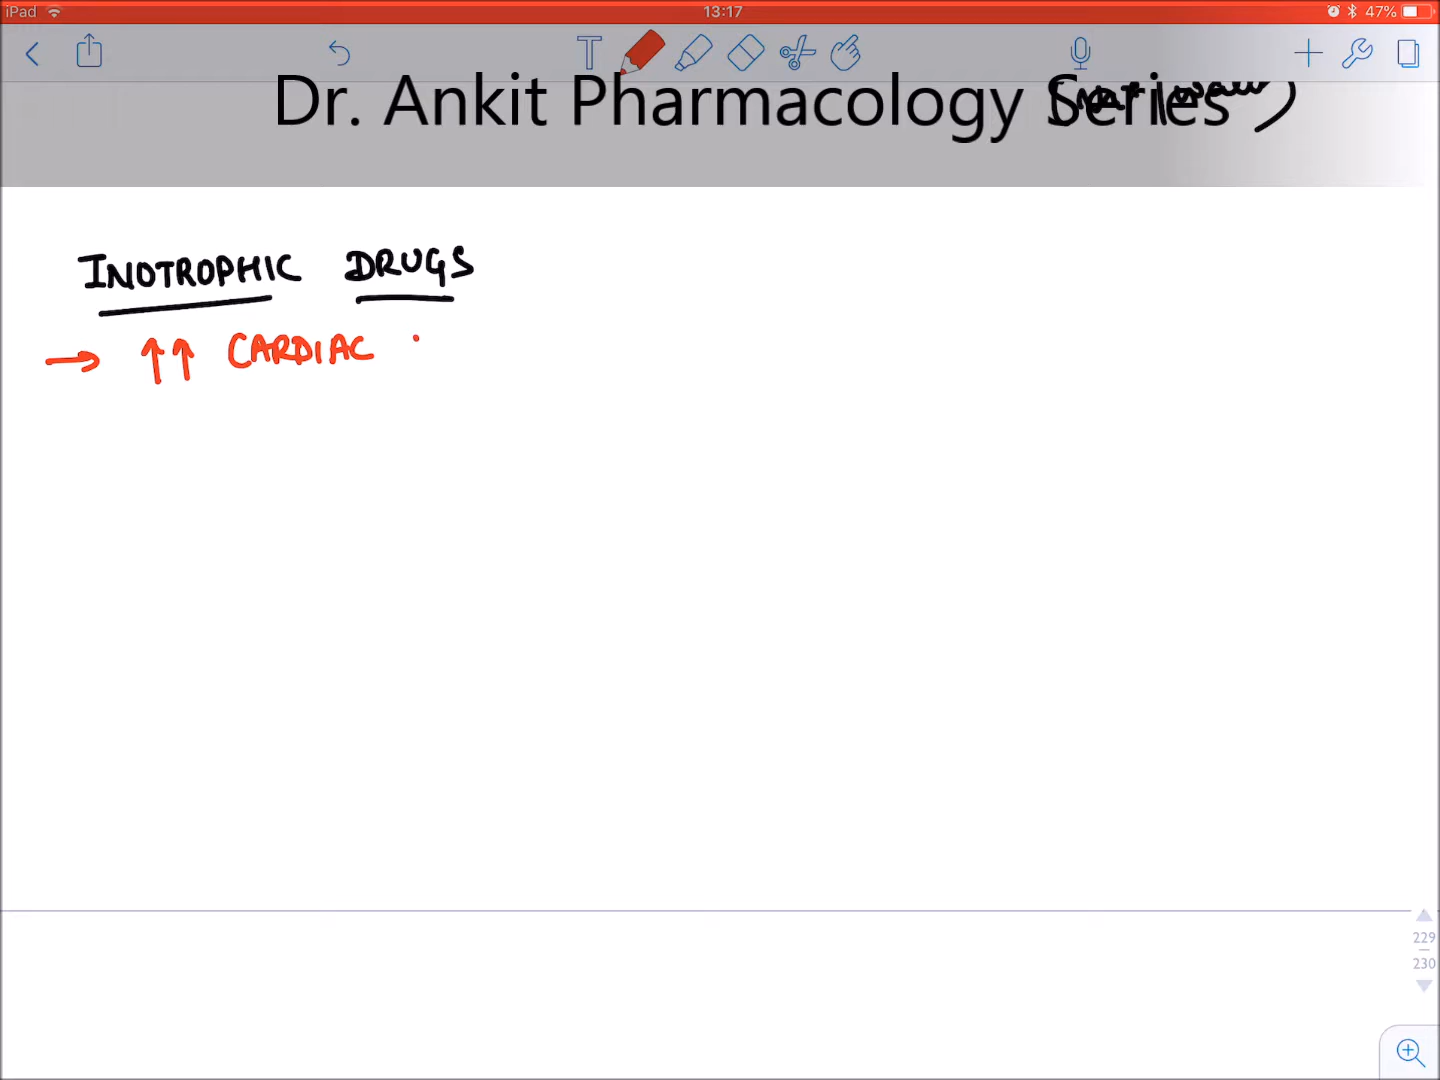 iPad 13:17 47%
Dr. Ankit Pharmacology Series
INOTROPHIC DRUGS
→ ↑↑ CARDIAC
229
230